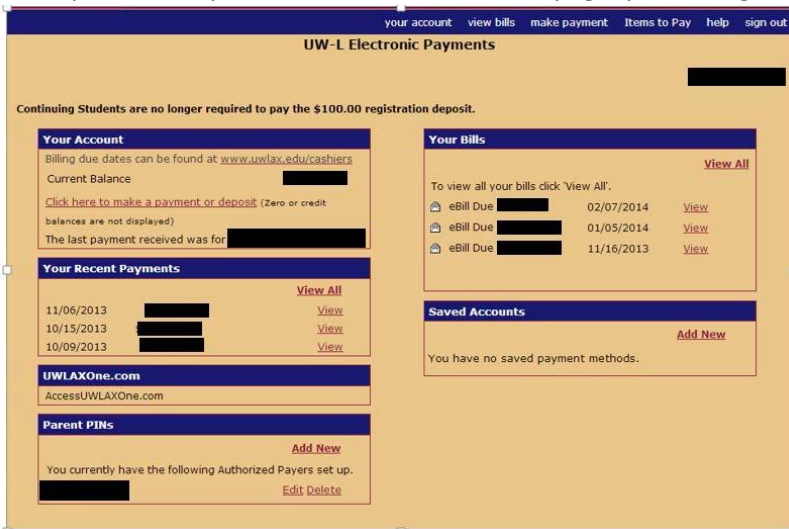 your account view bills make payment Items to Pay help sign out
UW-L Electronic Payments
Continuing Students are no longer required to pay the $100.00 registration deposit.
Your Account
Billing due dates can be found at www.uwlax.edu/cashiers
Current Balance
Click here to make a payment or deposit (Zero or credit
balances are not displayed)
The last payment received was for
Your Recent Payments
View All
11/06/2013 View
10/15/2013 View
10/09/2013 View
UWLAXOne.com
AccessUWLAXOne.com
Parent PINs
Add New
You currently have the following Authorized Payers set up.
Edit Delete
Your Bills
View All
To view all your bills click 'View All'.
eBill Due 02/07/2014 View
eBill Due 01/05/2014 View
eBill Due 11/16/2013 View
Saved Accounts
Add New
You have no saved payment methods.